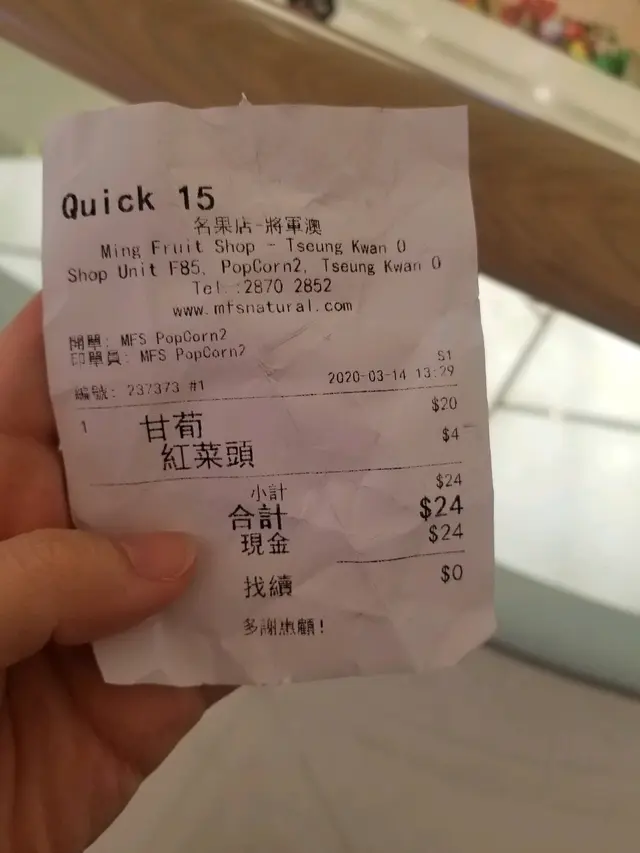 Quick 15
名果店-將軍澳
Ming Fruit Shop - Tseung Kwan O
Shop Unit F85, PopCorn2, Tseung Kwan O
Tel.:2870 2852
www.mfsnatural.com
開單: MFS PopCorn2
印單員: MFS PopCorn2
S1
編號: 237373 #1 2020-03-14 13:29
1 甘荀 $20
紅菜頭 $4
小計 $24
合計 $24
現金 $24
找續 $0
多謝惠顧!